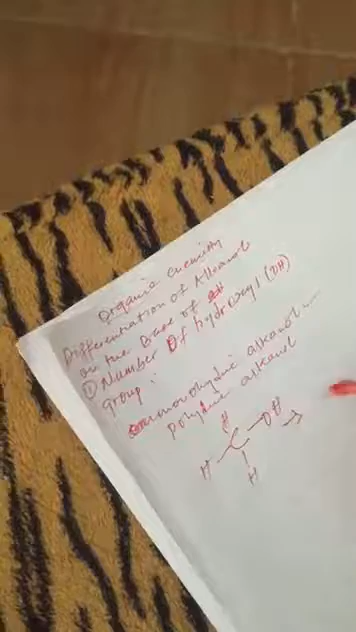 Organic Chemistry
Differentiation of Alkanol
on the Base of
① Number Of hydroxyl (OH)
group :
monohydric alkanol
polyhydric alkanol
H
H - C - OH →
H